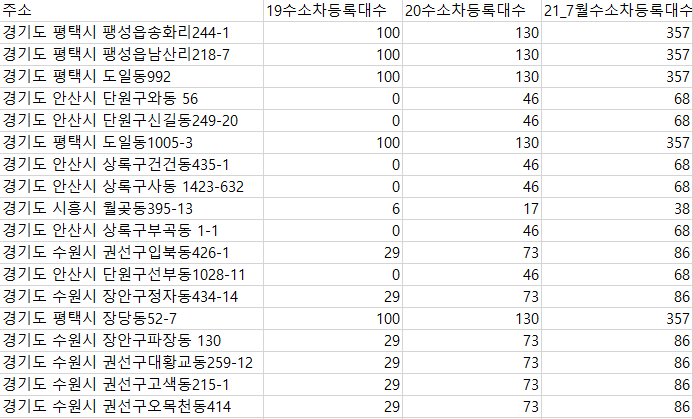 주소 19수소차등록대수 20수소차등록대수 21_7월수소차등록대수
경기도 평택시 팽성읍송화리244-1 100 130 357
경기도 평택시 팽성읍남산리218-7 100 130 357
경기도 평택시 도일동992 100 130 357
경기도 안산시 단원구와동 56 0 46 68
경기도 안산시 단원구신길동249-20 0 46 68
경기도 평택시 도일동1005-3 100 130 357
경기도 안산시 상록구건건동435-1 0 46 68
경기도 안산시 상록구사동 1423-632 0 46 68
경기도 시흥시 월곶동395-13 6 17 38
경기도 안산시 상록구부곡동 1-1 0 46 68
경기도 수원시 권선구입북동426-1 29 73 86
경기도 안산시 단원구선부동1028-11 0 46 68
경기도 수원시 장안구정자동434-14 29 73 86
경기도 평택시 장당동52-7 100 130 357
경기도 수원시 장안구파장동 130 29 73 86
경기도 수원시 권선구대황교동259-12 29 73 86
경기도 수원시 권선구고색동215-1 29 73 86
경기도 수원시 권선구오목천동414 29 73 86